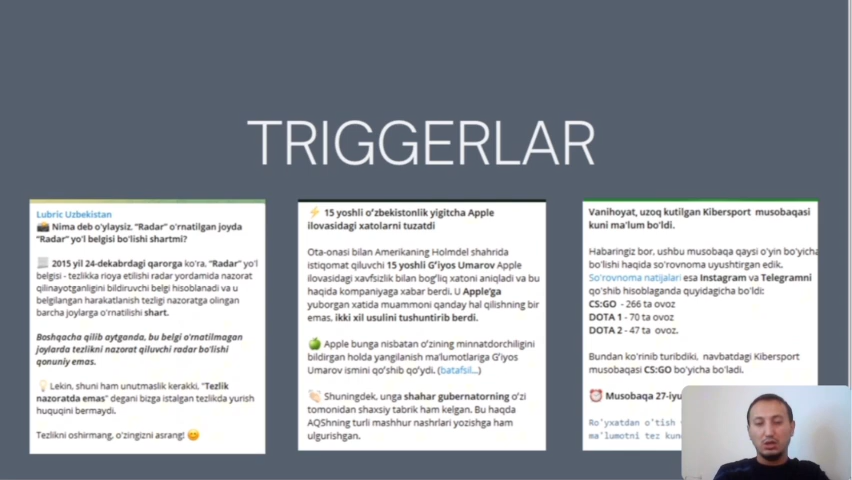 TRIGGERLAR
Lubric Uzbekistan
📸 Nima deb o'ylaysiz, "Radar" o'rnatilgan joyda
"Radar" yo'l belgisi bo'lishi shartmi?
2015 yil 24-dekabrdagi qarorga ko'ra, "Radar" yo'l
belgisi - tezlikka rioya etilishi radar yordamida nazorat
qilinayotganligini bildiruvchi belgi hisoblanadi va u
belgilangan harakatlanish tezligi nazoratga olingan
barcha joylarga o'rnatilishi shart.
Boshqacha qilib aytganda, bu belgi o'rnatilmagan
joylarda tezlikni nazorat qiluvchi radar bo'lishi
qonuniy emas.
💡 Lekin, shuni ham unutmaslik kerakki, "Tezlik
nazoratda emas" degani bizga istalgan tezlikda yurish
huquqini bermaydi.
Tezlikni oshirmang, o'zingizni asrang! 😊
⚡ 15 yoshli o'zbekistonlik yigitcha Apple
ilovasidagi xatolarni tuzatdi
Ota-onasi bilan Amerikaning Holmdel shahrida
istiqomat qiluvchi 15 yoshli G'iyos Umarov Apple
ilovasidagi xavfsizlik bilan bog'liq xatoni aniqladi va bu
haqida kompaniyaga xabar berdi. U Apple'ga
yuborgan xatida muammoni qanday hal qilishning bir
emas, ikki xil usulini tushuntirib berdi.
🍏 Apple bunga nisbatan o'zining minnatdorchiligini
bildirgan holda yangilanish ma'lumotlariga G'iyos
Umarov ismini qo'shib qo'ydi. (batafsil...)
👏🏻 Shuningdek, unga shahar gubernatorning o'zi
tomonidan shaxsiy tabrik ham kelgan. Bu haqda
AQShning turli mashhur nashrlari yozishga ham
ulgurishgan.
Vanihoyat, uzoq kutilgan Kibersport musobaqasi
kuni ma'lum bo'ldi.
Habaringiz bor, ushbu musobaqa qaysi o'yin bo'yicha
bo'lishi haqida so'rovnoma uyushtirgan edik.
So'rovnoma natijalari esa Instagram va Telegramni
qo'shib hisoblaganda quyidagicha bo'ldi:
CS:GO - 266 ta ovoz
DOTA 1 - 70 ta ovoz
DOTA 2 - 47 ta ovoz.
Bundan ko'rinib turibdiki, navbatdagi Kibersport
musobaqasi CS:GO bo'yicha bo'ladi.
⏰ Musobaqa 27-iyu
Ro'yxatdan o'tish
ma'lumotni tez kun